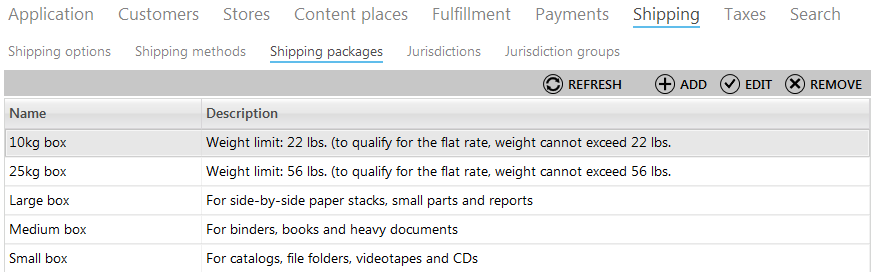 Application Customers Stores Content places Fulfillment Payments Shipping Taxes Search
Shipping options Shipping methods Shipping packages Jurisdictions Jurisdiction groups
REFRESH ADD EDIT REMOVE
Name Description
10kg box Weight limit: 22 lbs. (to qualify for the flat rate, weight cannot exceed 22 lbs.
25kg box Weight limit: 56 lbs. (to qualify for the flat rate, weight cannot exceed 56 lbs.
Large box For side-by-side paper stacks, small parts and reports
Medium box For binders, books and heavy documents
Small box For catalogs, file folders, videotapes and CDs